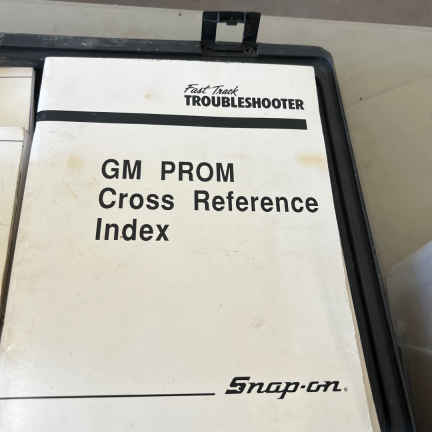 Fast Track
TROUBLESHOOTER
GM PROM
Cross Reference
Index
Snap-on®